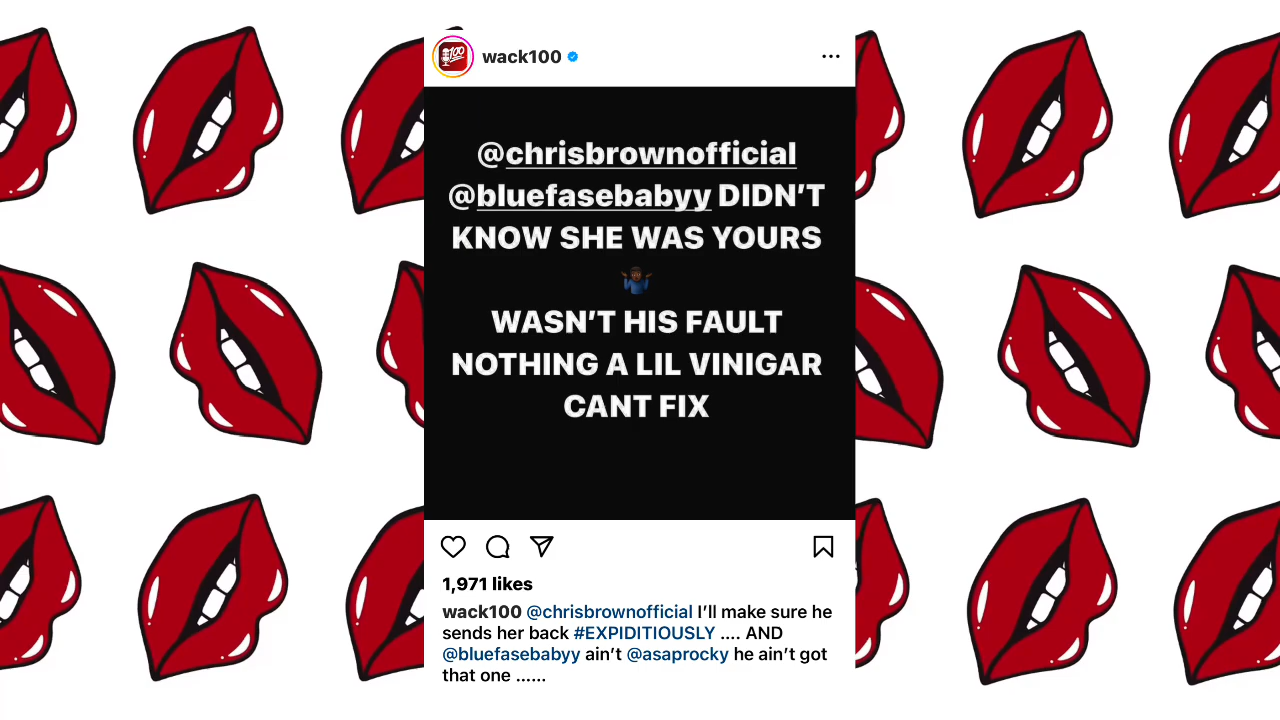 100
wack100
@chrisbrownofficial
@bluefasebabyy DIDN’T
KNOW SHE WAS YOURS
🤷🏾‍♂️
WASN’T HIS FAULT
NOTHING A LIL VINIGAR
CANT FIX
1,971 likes
wack100 @chrisbrownofficial I’ll make sure he
sends her back #EXPIDITIOUSLY .... AND
@bluefasebabyy ain’t @asaprocky he ain’t got
that one ......